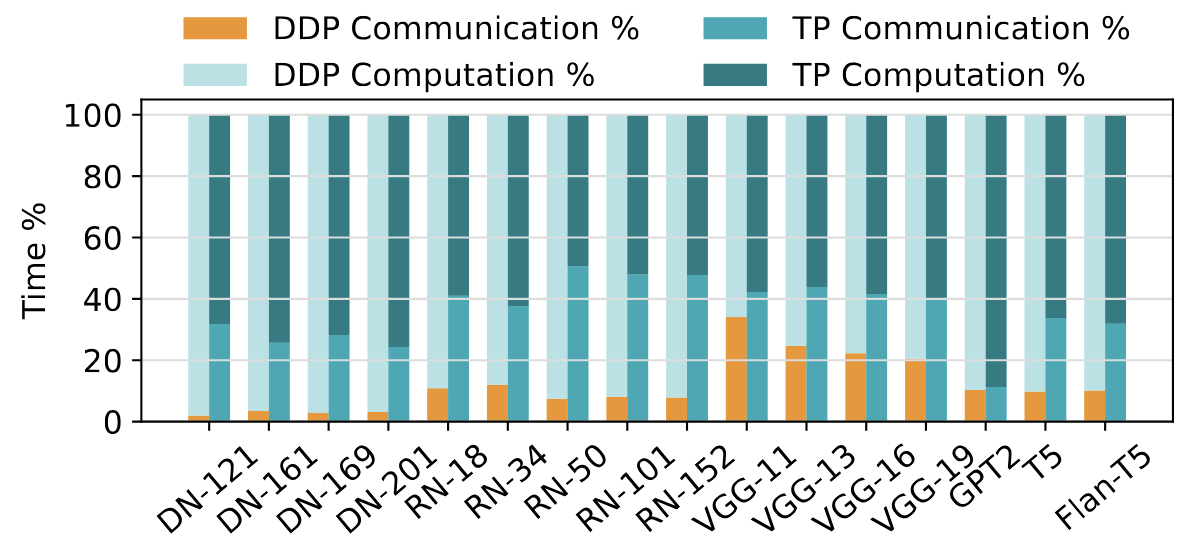 DDP Communication %
TP Communication %
DDP Computation %
TP Computation %
Time %
100
80
60
40
20
0
DN-121
DN-161
DN-169
DN-201
RN-18
RN-34
RN-50
RN-101
RN-152
VGG-11
VGG-13
VGG-16
VGG-19
GPT2
T5
Flan-T5